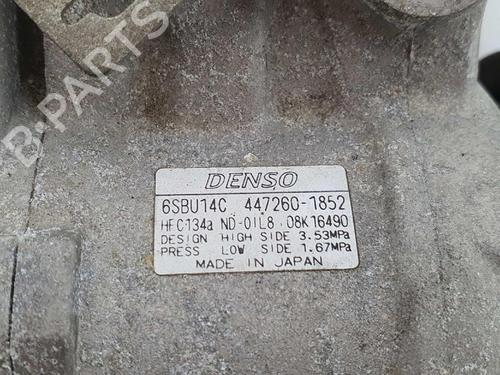 B-PARTS
DENSO
6SBU14C 447260-1852
HFC134a ND-OIL8 08K16490
DESIGN HIGH SIDE 3.53MPa
PRESS LOW SIDE 1.67MPa
MADE IN JAPAN